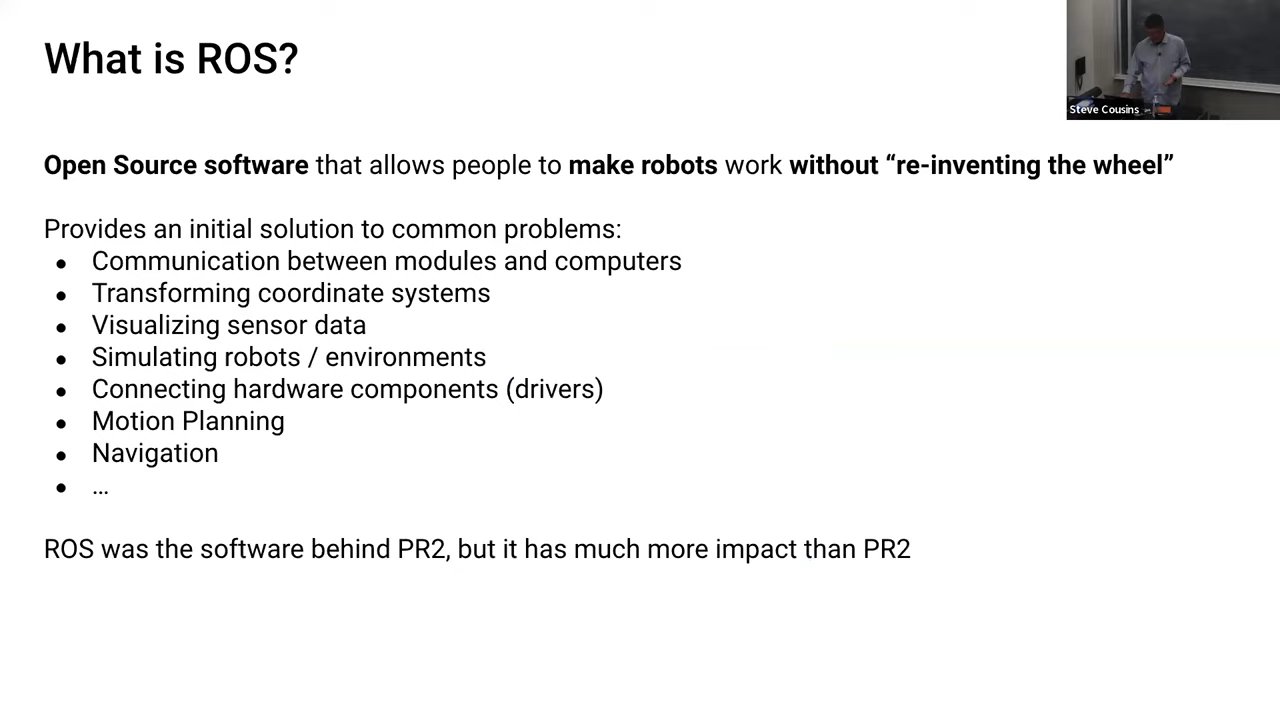 What is ROS?
Steve Cousins
Open Source software that allows people to make robots work without “re-inventing the wheel”
Provides an initial solution to common problems:
● Communication between modules and computers
● Transforming coordinate systems
● Visualizing sensor data
● Simulating robots / environments
● Connecting hardware components (drivers)
● Motion Planning
● Navigation
● ...
ROS was the software behind PR2, but it has much more impact than PR2